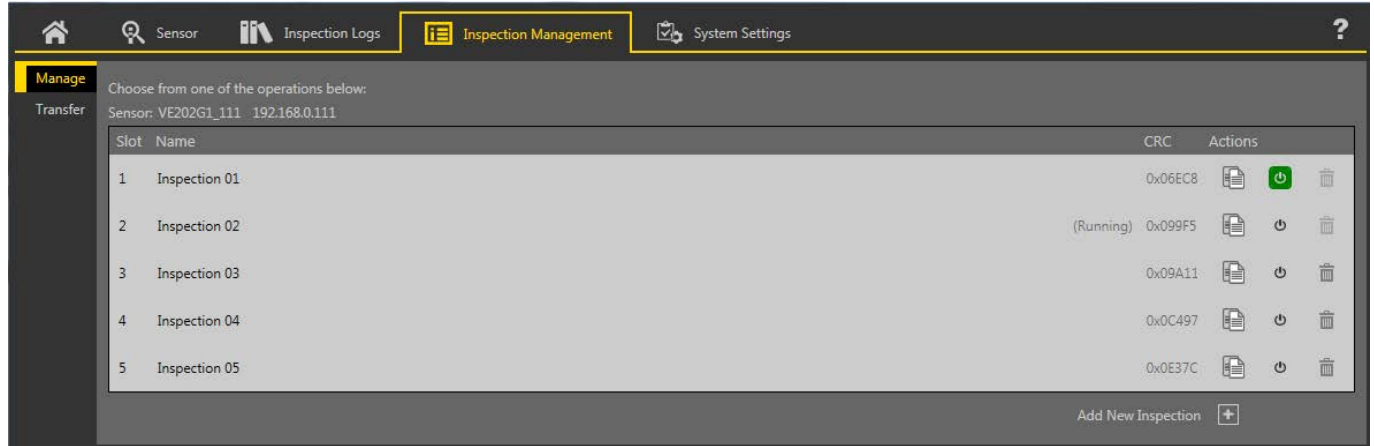 Sensor Inspection Logs Inspection Management System Settings ?
Manage
Transfer
Choose from one of the operations below:
Sensor: VE202G1_111 192.168.0.111
Slot Name CRC Actions
1 Inspection 01 0x06EC8
2 Inspection 02 (Running) 0x099F5
3 Inspection 03 0x09A11
4 Inspection 04 0x0C497
5 Inspection 05 0x0E37C
Add New Inspection +